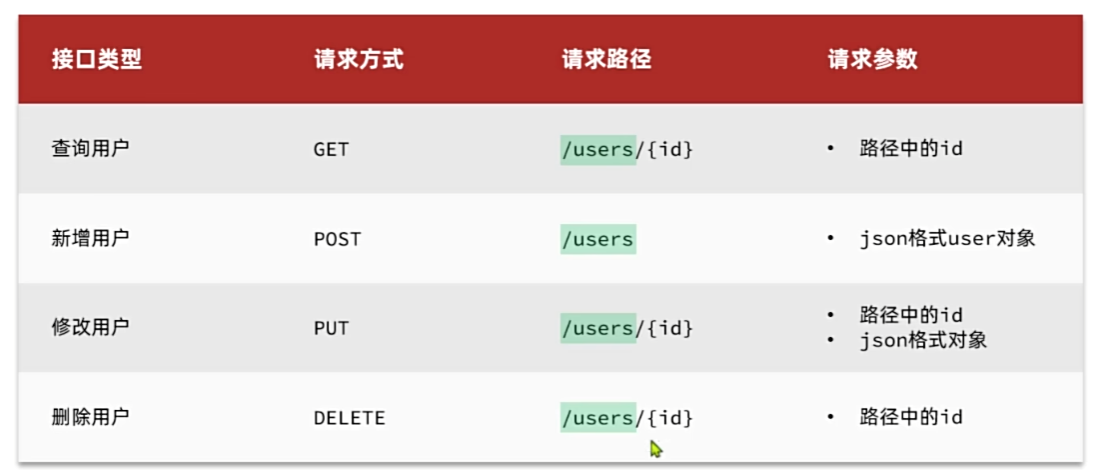 接口类型 请求方式 请求路径 请求参数
查询用户 GET /users/{id} • 路径中的id
新增用户 POST /users • json格式user对象
修改用户 PUT /users/{id} • 路径中的id
• json格式对象
删除用户 DELETE /users/{id} • 路径中的id